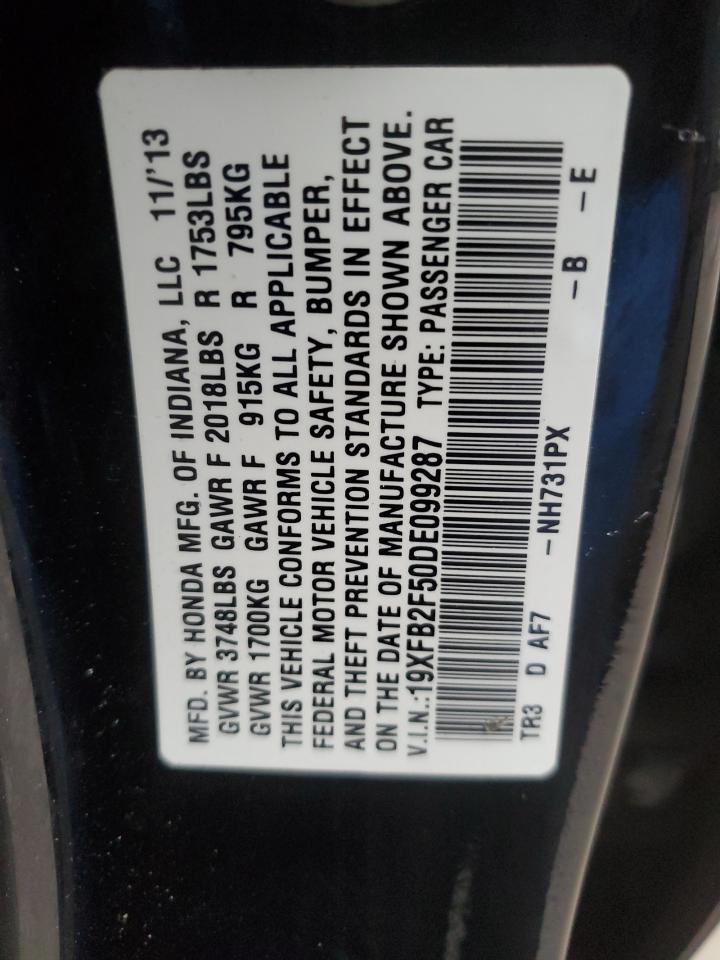 MFD. BY HONDA MFG. OF INDIANA, LLC 11/'13
GVWR 3748LBS GAWR F 2018LBS R 1753LBS
GVWR 1700KG GAWR F 915KG R 795KG
THIS VEHICLE CONFORMS TO ALL APPLICABLE
FEDERAL MOTOR VEHICLE SAFETY, BUMPER,
AND THEFT PREVENTION STANDARDS IN EFFECT
ON THE DATE OF MANUFACTURE SHOWN ABOVE.
V.I.N.:19XFB2F50DE099287 TYPE: PASSENGER CAR
TR3 D AF7 -NH731PX -B -E